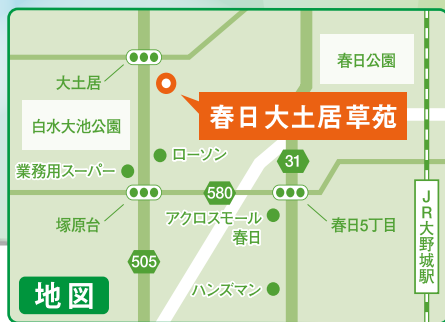 春日公園
大土居
春日大土居草苑
白水大池公園
ローソン
業務用スーパー
31
580
塚原台
アクロスモール
春日
春日5丁目
JR大野城駅
505
ハンズマン
地図